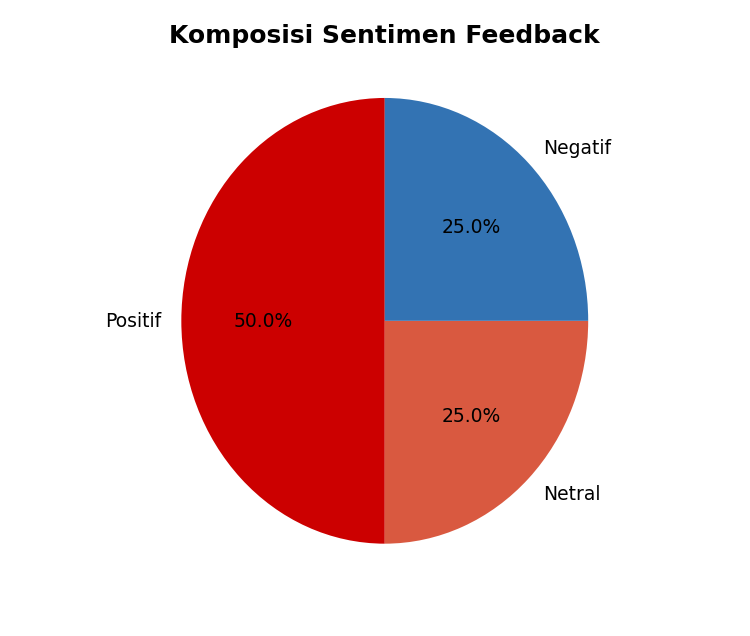 Komposisi Sentimen Feedback
Negatif
25.0%
Positif
50.0%
25.0%
Netral